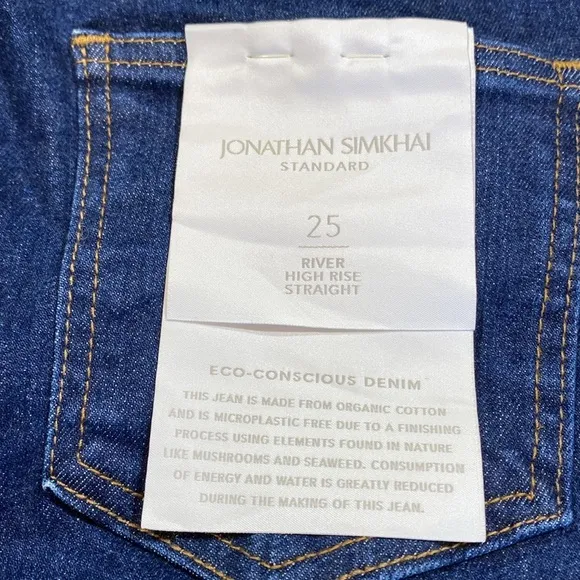 JONATHAN SIMKHAI
STANDARD
25
RIVER
HIGH RISE
STRAIGHT
ECO-CONSCIOUS DENIM
THIS JEAN IS MADE FROM ORGANIC COTTON
AND IS MICROPLASTIC FREE DUE TO A FINISHING
PROCESS USING ELEMENTS FOUND IN NATURE
LIKE MUSHROOMS AND SEAWEED. CONSUMPTION
OF ENERGY AND WATER IS GREATLY REDUCED
DURING THE MAKING OF THIS JEAN.